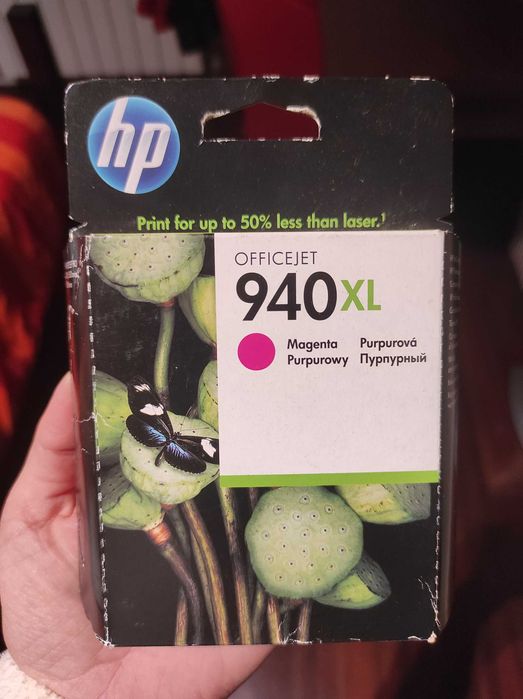 hp
Print for up to 50% less than laser.¹
OFFICEJET
940XL
Magenta Purpurová
Purpurowy Пурпурный